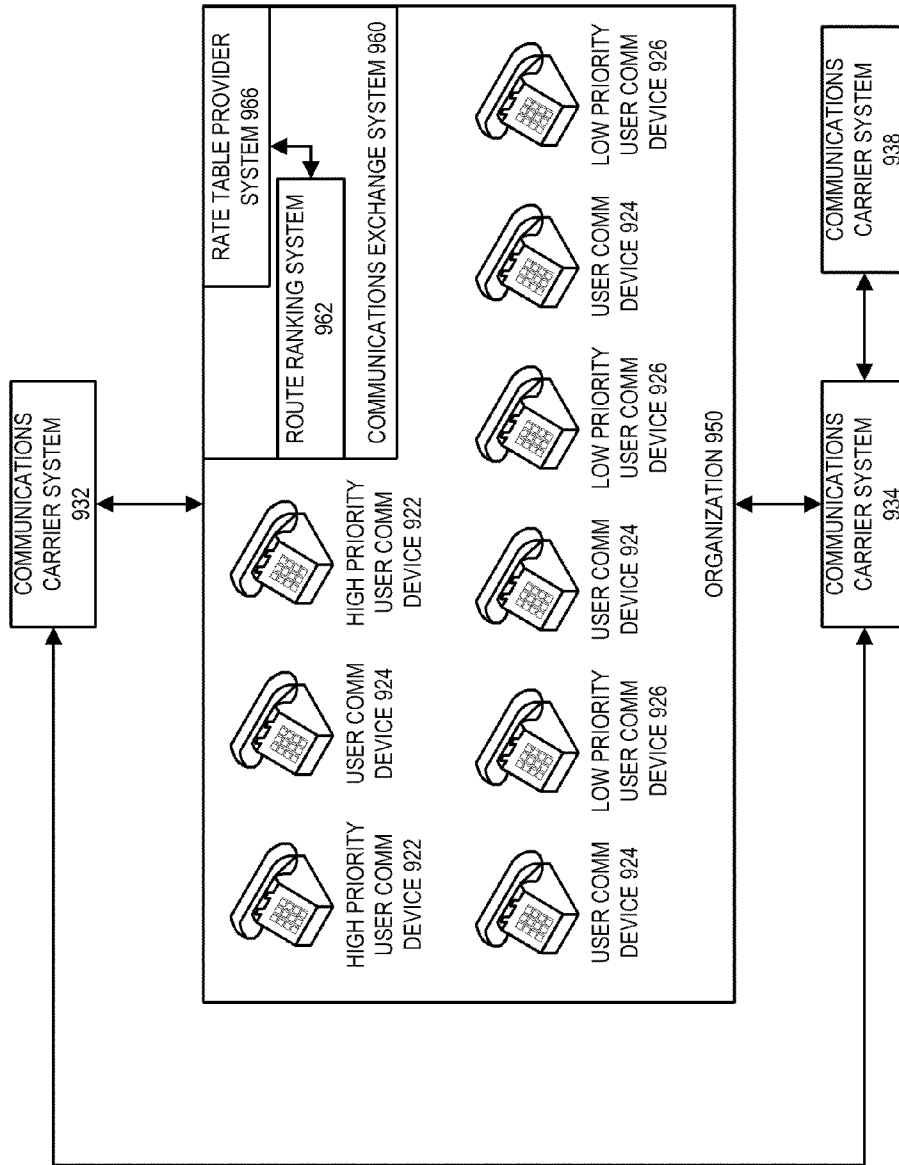 COMMUNICATIONS
CARRIER SYSTEM
932
RATE TABLE PROVIDER
SYSTEM 966
ROUTE RANKING SYSTEM
962
COMMUNICATIONS EXCHANGE SYSTEM 960
HIGH PRIORITY
USER COMM
DEVICE 922
USER COMM
DEVICE 924
HIGH PRIORITY
USER COMM
DEVICE 922
USER COMM
DEVICE 924
LOW PRIORITY
USER COMM
DEVICE 926
USER COMM
DEVICE 924
LOW PRIORITY
USER COMM
DEVICE 926
USER COMM
DEVICE 924
LOW PRIORITY
USER COMM
DEVICE 926
ORGANIZATION 950
COMMUNICATIONS
CARRIER SYSTEM
934
COMMUNICATIONS
CARRIER SYSTEM
938